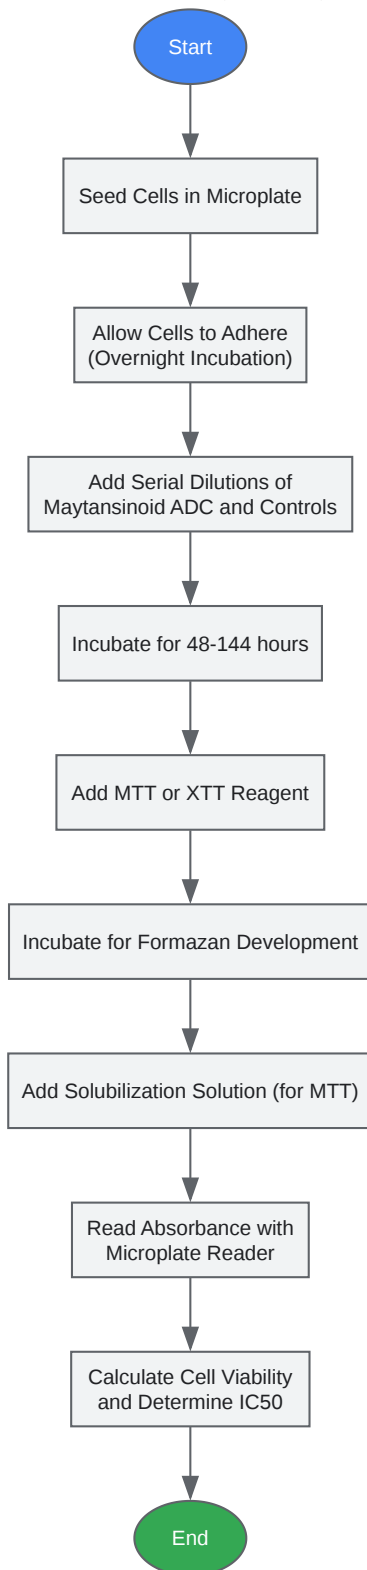 Start
Seed Cells in Microplate
Allow Cells to Adhere
(Overnight Incubation)
Add Serial Dilutions of
Maytansinoid ADC and Controls
Incubate for 48-144 hours
Add MTT or XTT Reagent
Incubate for Formazan Development
Add Solubilization Solution (for MTT)
Read Absorbance with
Microplate Reader
Calculate Cell Viability
and Determine IC50
End